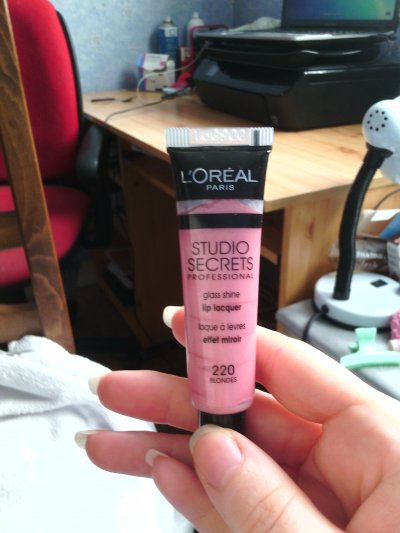 L'ORÉAL
PARIS
STUDIO
SECRETS
PROFESSIONAL
glass shine
lip lacquer
laque à lèvres
effet miroir
220
BLONDES